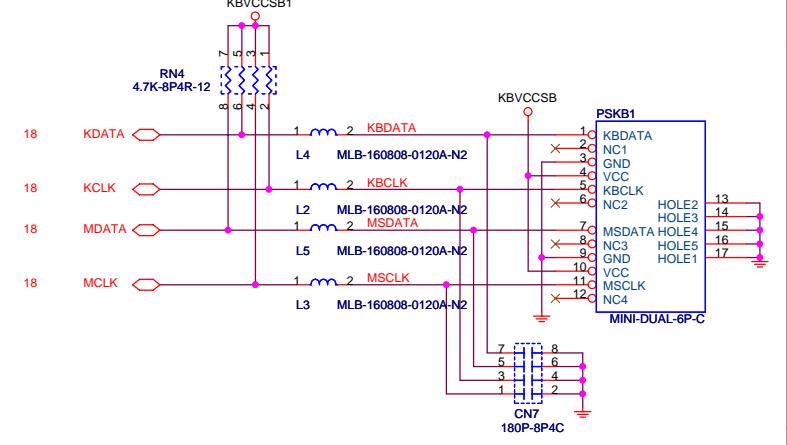 KBVCCSB1
7 5 3 1
RN4
4.7K-8P4R-12
8 6 4 2
KBVCCSB
PSKB1
18 KDATA 1 2 KBDATA 1 KBDATA
2 NC1
L4 MLB-160808-0120A-N2 3 GND
4 VCC
18 KCLK 1 2 KBCLK 5 KBCLK
6 NC2 HOLE2 13
L2 MLB-160808-0120A-N2 HOLE3 14
18 MDATA 1 2 MSDATA 7 MSDATA HOLE4 15
8 NC3 HOLE5 16
L5 MLB-160808-0120A-N2 9 GND HOLE1 17
10 VCC
18 MCLK 1 2 MSCLK 11 MSCLK
12 NC4
L3 MLB-160808-0120A-N2
MINI-DUAL-6P-C
7 8
5 6
3 4
1 2
CN7
180P-8P4C